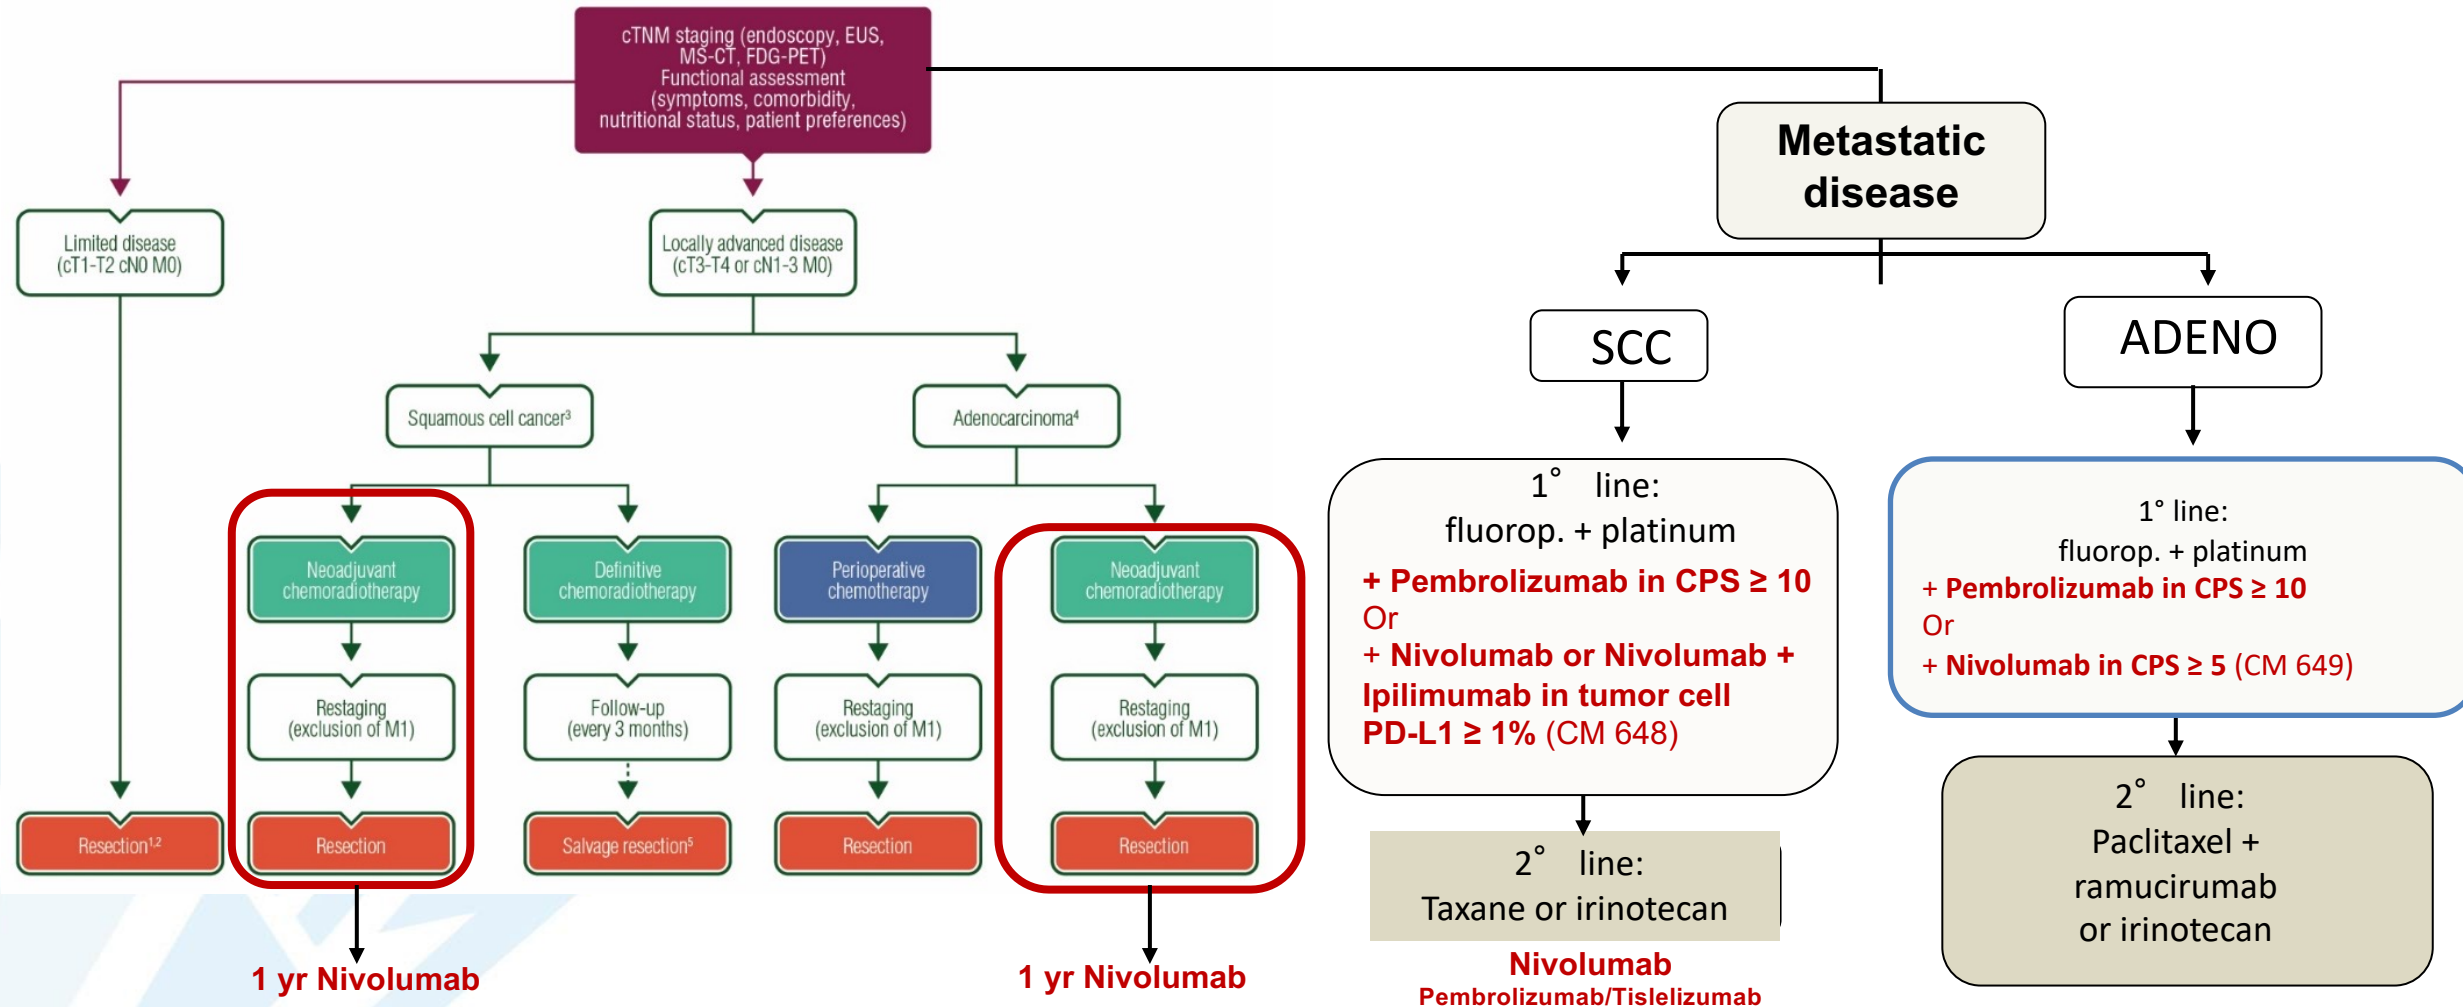 cTNM staging (endoscopy, EUS,
MS-CT, FDG-PET)
Functional assessment
(symptoms, comorbidity,
nutritional status, patient preferences)
Limited disease
(cT1-T2 cN0 M0)
Locally advanced disease
(cT3-T4 or cN1-3 M0)
Squamous cell cancer³
Adenocarcinoma⁴
Neoadjuvant
chemoradiotherapy
Definitive
chemoradiotherapy
Perioperative
chemotherapy
Neoadjuvant
chemoradiotherapy
Restaging
(exclusion of M1)
Follow-up
(every 3 months)
Restaging
(exclusion of M1)
Restaging
(exclusion of M1)
Resection¹,²
Resection
Salvage resection⁵
Resection
Resection
1 yr Nivolumab
1 yr Nivolumab
Metastatic
disease
SCC
ADENO
1° line:
fluorop. + platinum
+ Pembrolizumab in CPS ≥ 10
Or
+ Nivolumab or Nivolumab +
Ipilimumab in tumor cell
PD-L1 ≥ 1% (CM 648)
2° line:
Taxane or irinotecan
Nivolumab
Pembrolizumab/Tislelizumab
1° line:
fluorop. + platinum
+ Pembrolizumab in CPS ≥ 10
Or
+ Nivolumab in CPS ≥ 5 (CM 649)
2° line:
Paclitaxel +
ramucirumab
or irinotecan